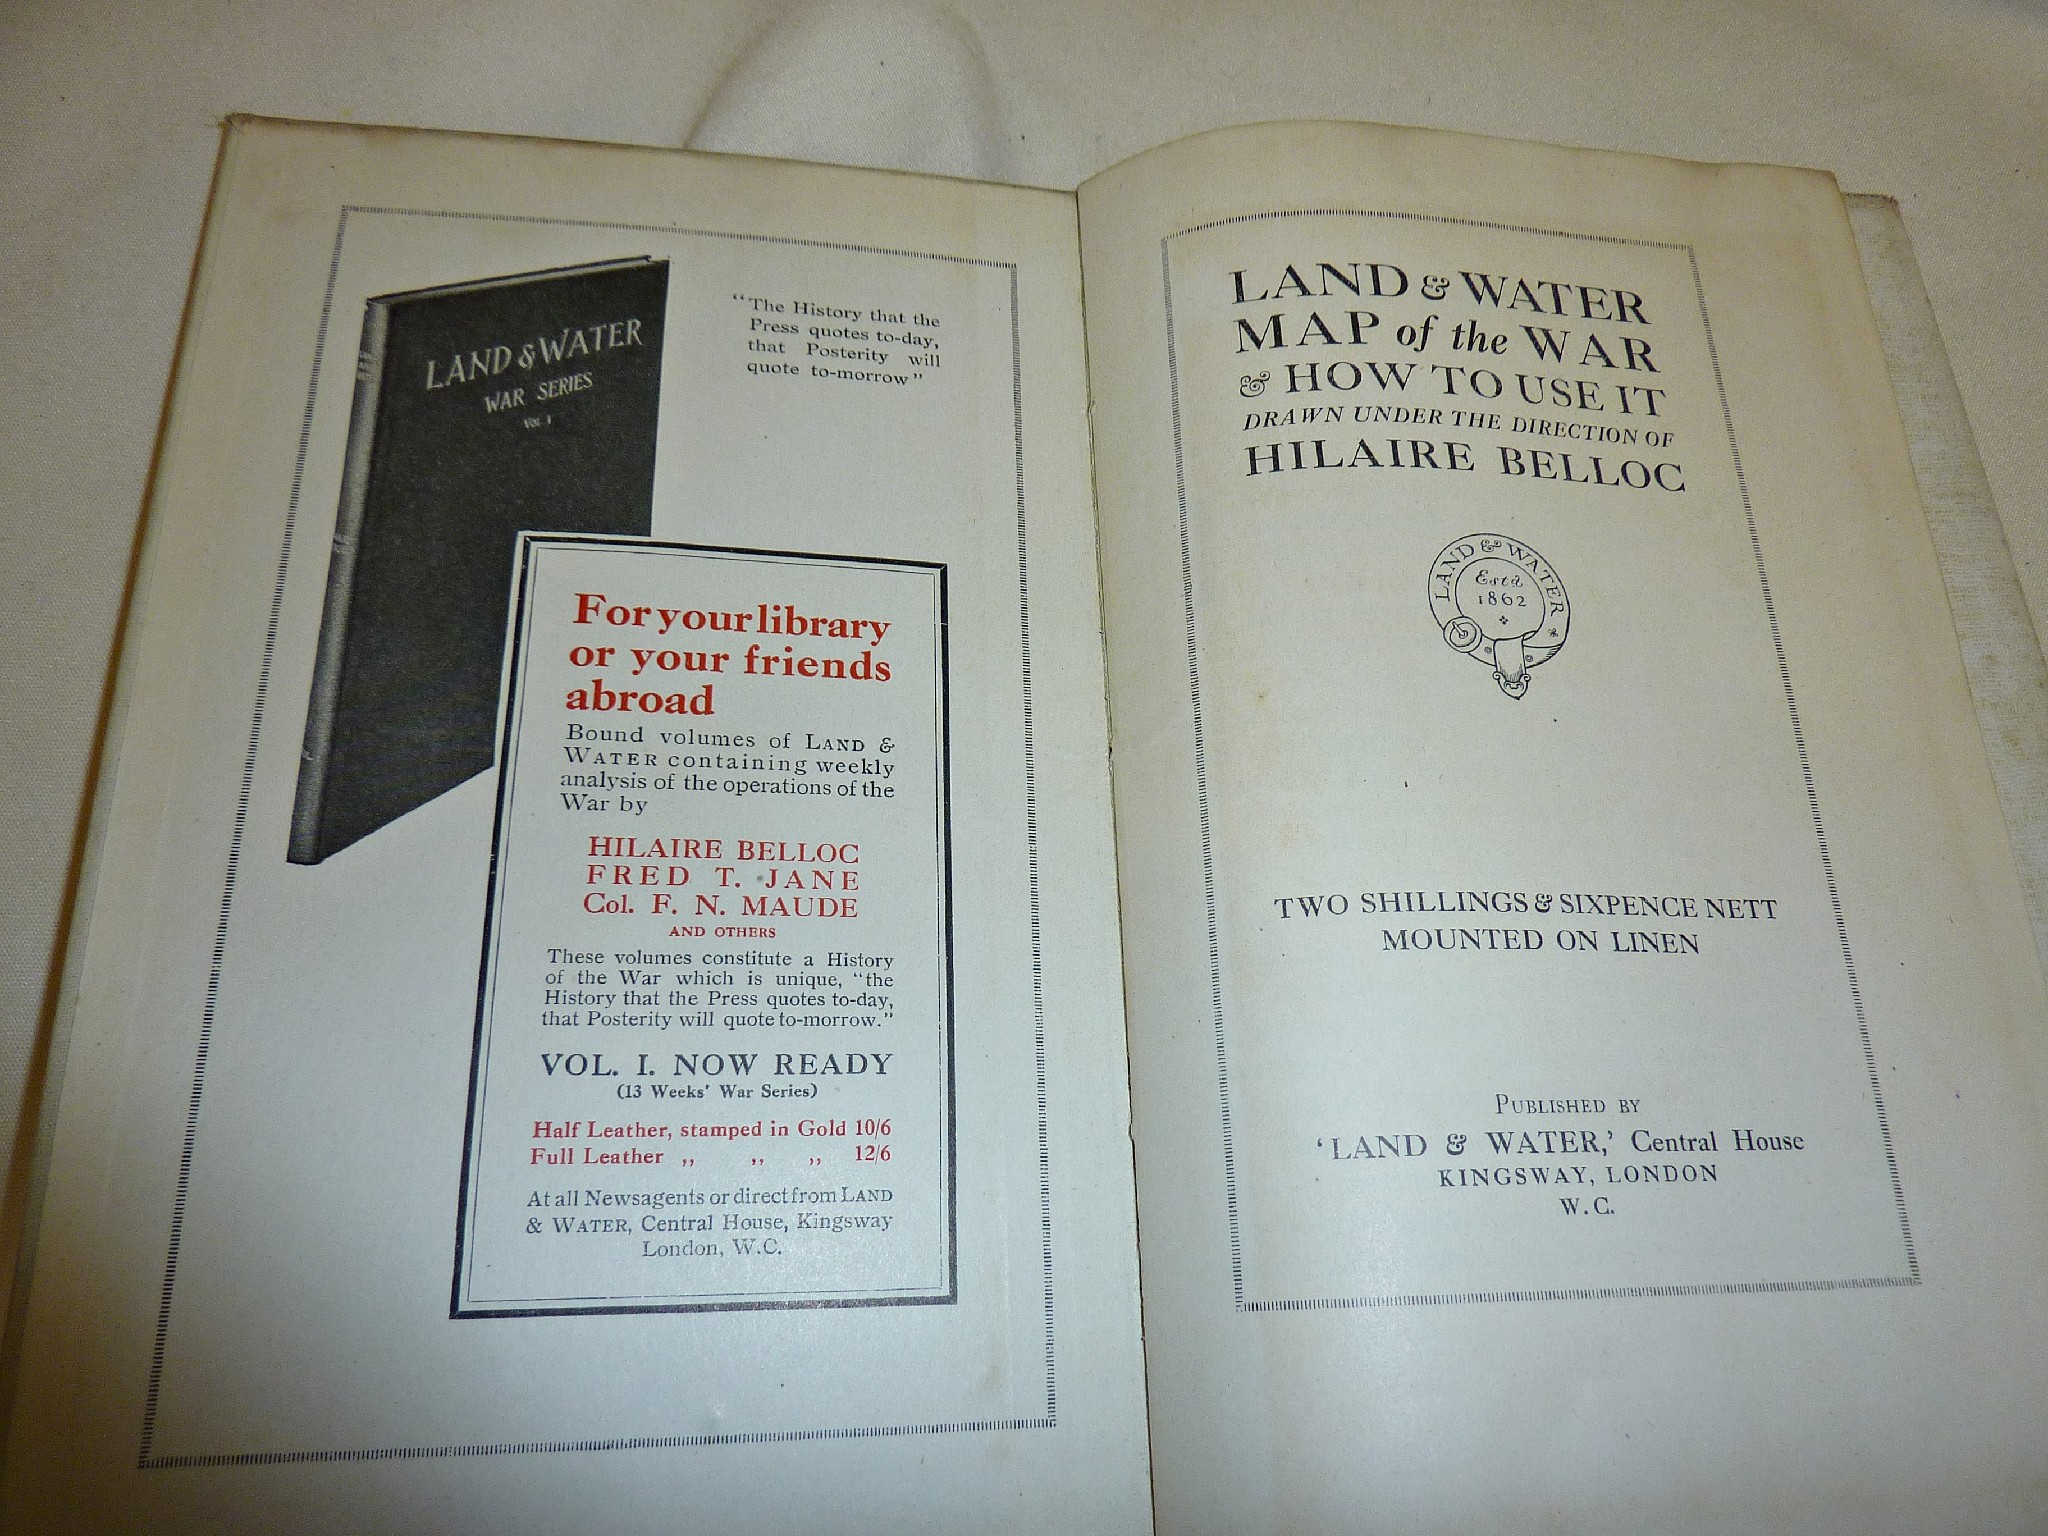 LAND & WATER
WAR SERIES
VOL I
"The History that the
Press quotes to-day,
that Posterity will
quote to-morrow"
For your library
or your friends
abroad
Bound volumes of LAND &
WATER containing weekly
analysis of the operations of the
War by
HILAIRE BELLOC
FRED T. JANE
Col. F. N. MAUDE
AND OTHERS
These volumes constitute a History
of the War which is unique, "the
History that the Press quotes to-day,
that Posterity will quote to-morrow."
VOL. I. NOW READY
(13 Weeks' War Series)
Half Leather, stamped in Gold 10/6
Full Leather ,, ,, ,, 12/6
At all Newsagents or direct from LAND
& WATER, Central House, Kingsway
London, W.C.
LAND & WATER
MAP of the WAR
& HOW TO USE IT
DRAWN UNDER THE DIRECTION OF
HILAIRE BELLOC
LAND & WATER
Estd
1862
TWO SHILLINGS & SIXPENCE NETT
MOUNTED ON LINEN
PUBLISHED BY
'LAND & WATER,' Central House
KINGSWAY, LONDON
W.C.